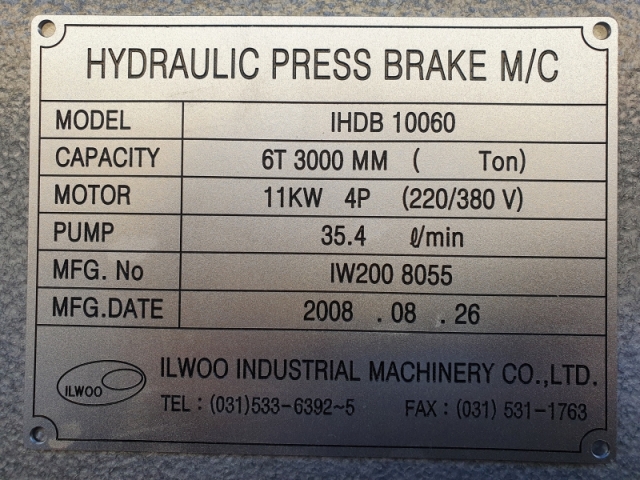 HYDRAULIC PRESS BRAKE M/C
MODEL IHDB 10060
CAPACITY 6T 3000 MM ( Ton)
MOTOR 11KW 4P (220/380 V)
PUMP 35.4 ℓ/min
MFG. No IW200 8055
MFG.DATE 2008 . 08 . 26
ILWOO
ILWOO INDUSTRIAL MACHINERY CO.,LTD.
TEL : (031)533-6392~5 FAX : (031) 531-1763